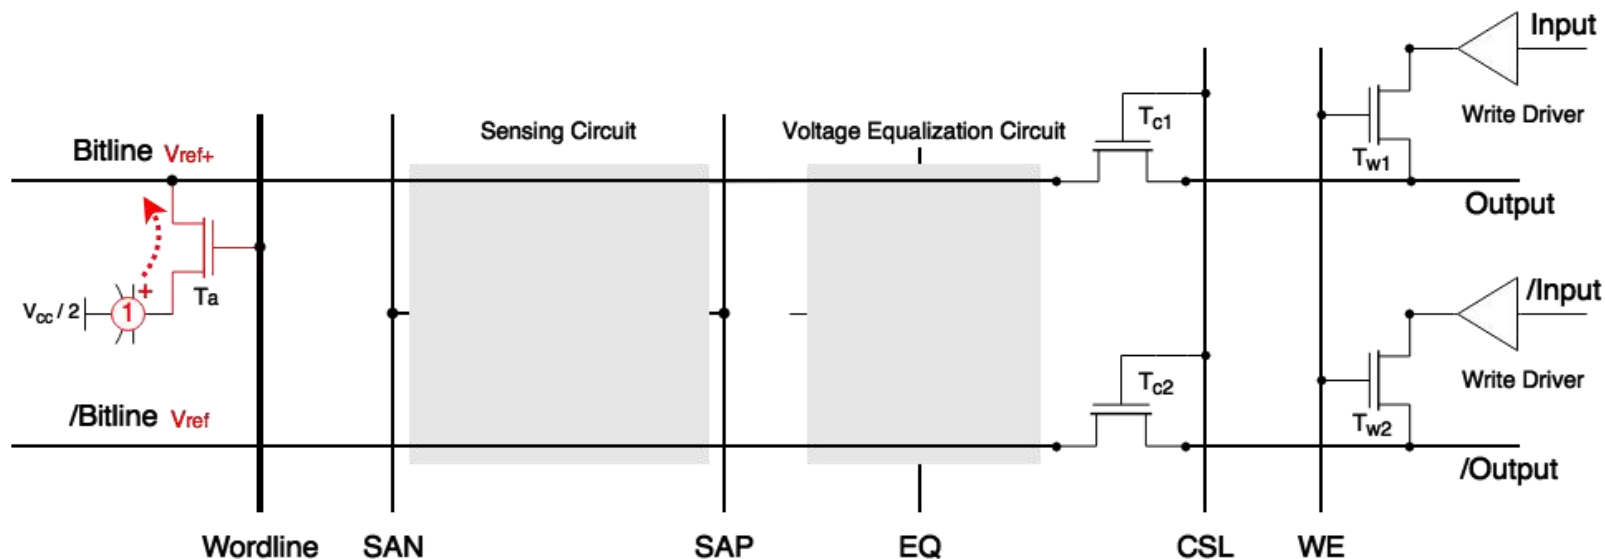 Input
Write Driver
Sensing Circuit
Voltage Equalization Circuit
Tc1
Tw1
Bitline Vref+
Output
Ta
+
1
Vcc / 2
/Input
Write Driver
Tc2
Tw2
/Bitline Vref
/Output
Wordline
SAN
SAP
EQ
CSL
WE